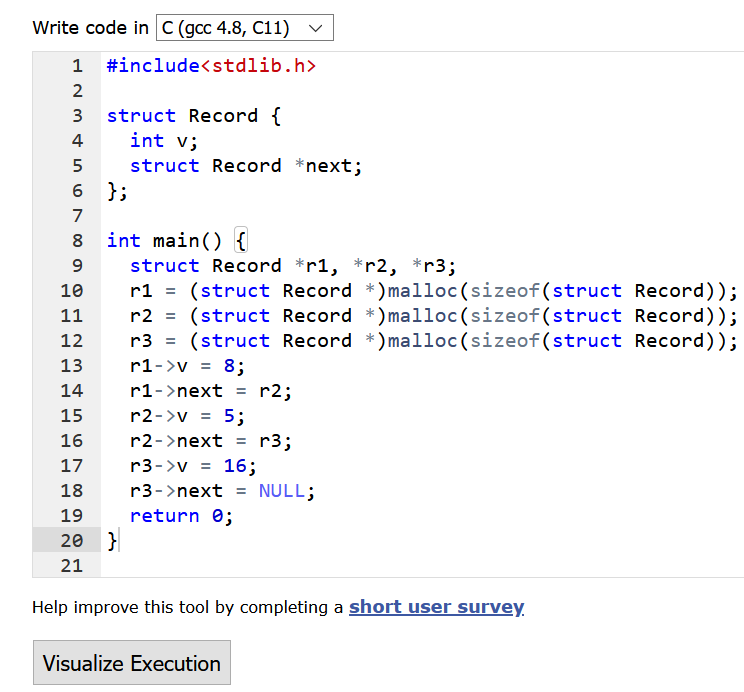 Write code in C (gcc 4.8, C11)
1 #include<stdlib.h>
2
3 struct Record {
4   int v;
5   struct Record *next;
6 };
7
8 int main() {
9   struct Record *r1, *r2, *r3;
10   r1 = (struct Record *)malloc(sizeof(struct Record));
11   r2 = (struct Record *)malloc(sizeof(struct Record));
12   r3 = (struct Record *)malloc(sizeof(struct Record));
13   r1->v = 8;
14   r1->next = r2;
15   r2->v = 5;
16   r2->next = r3;
17   r3->v = 16;
18   r3->next = NULL;
19   return 0;
20 }
21
Help improve this tool by completing a short user survey
Visualize Execution